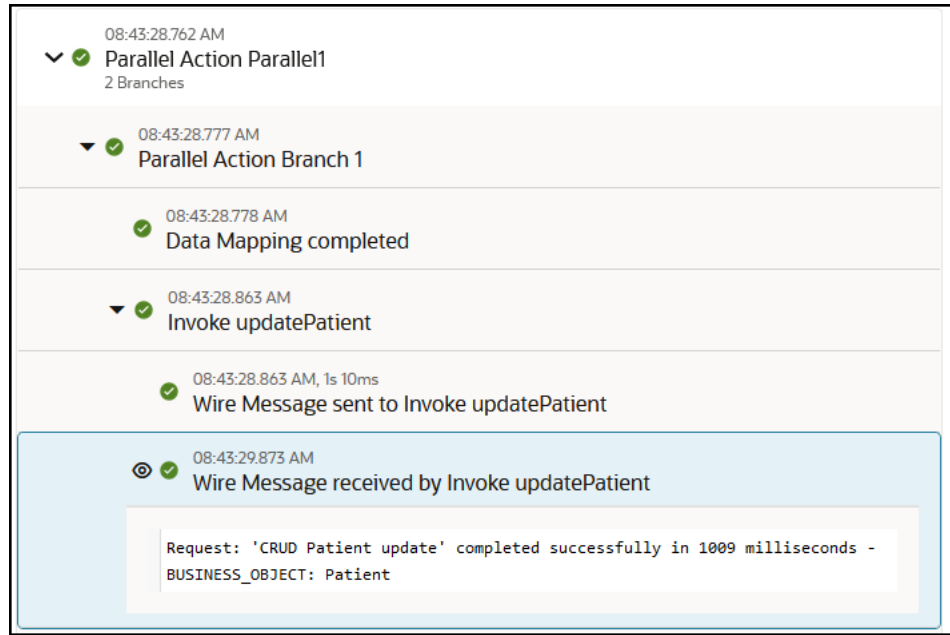 08:43:28.762 AM
Parallel Action Parallel1
2 Branches
08:43:28.777 AM
Parallel Action Branch 1
08:43:28.778 AM
Data Mapping completed
08:43:28.863 AM
Invoke updatePatient
08:43:28.863 AM, 1s 10ms
Wire Message sent to Invoke updatePatient
08:43:29.873 AM
Wire Message received by Invoke updatePatient
Request: 'CRUD Patient update' completed successfully in 1009 milliseconds -
BUSINESS_OBJECT: Patient